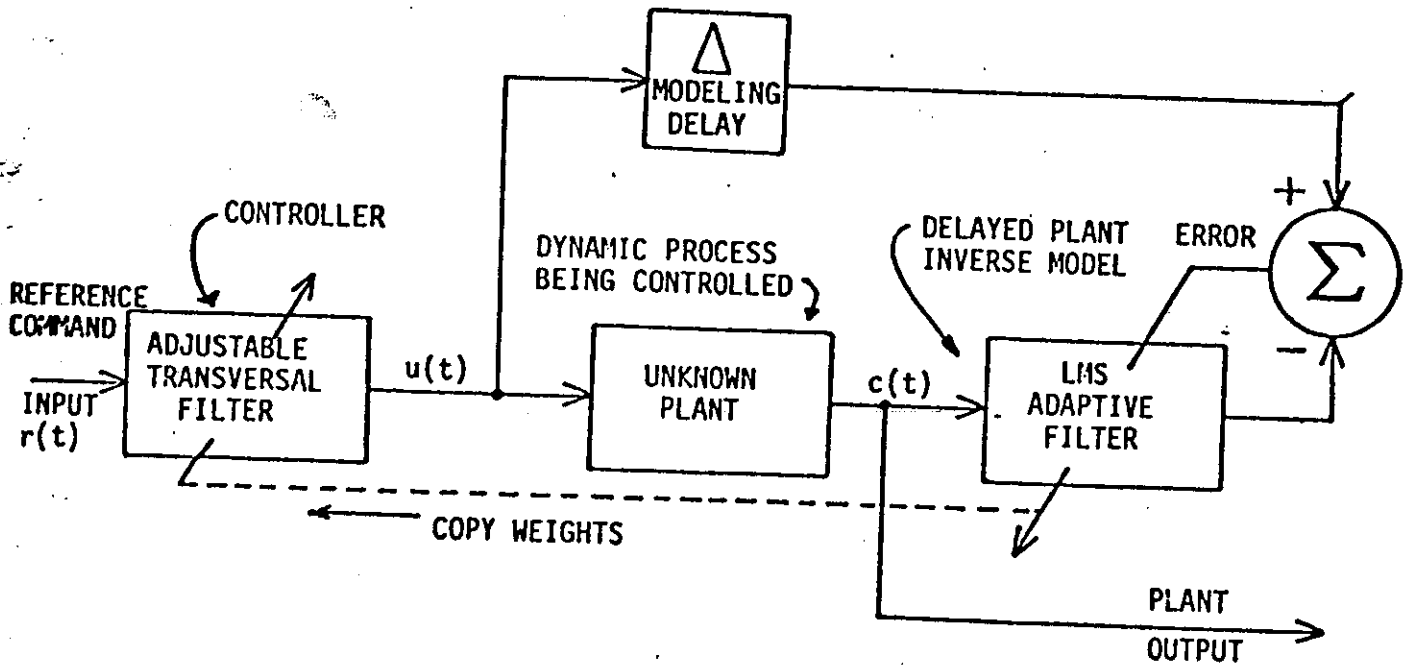 Δ
MODELING
DELAY
CONTROLLER
+
DYNAMIC PROCESS
BEING CONTROLLED
DELAYED PLANT
INVERSE MODEL
ERROR
Σ
REFERENCE
COMMAND
ADJUSTABLE
TRANSVERSAL
FILTER
u(t)
UNKNOWN
PLANT
c(t)
LMS
ADAPTIVE
FILTER
−
INPUT
r(t)
COPY WEIGHTS
PLANT
OUTPUT